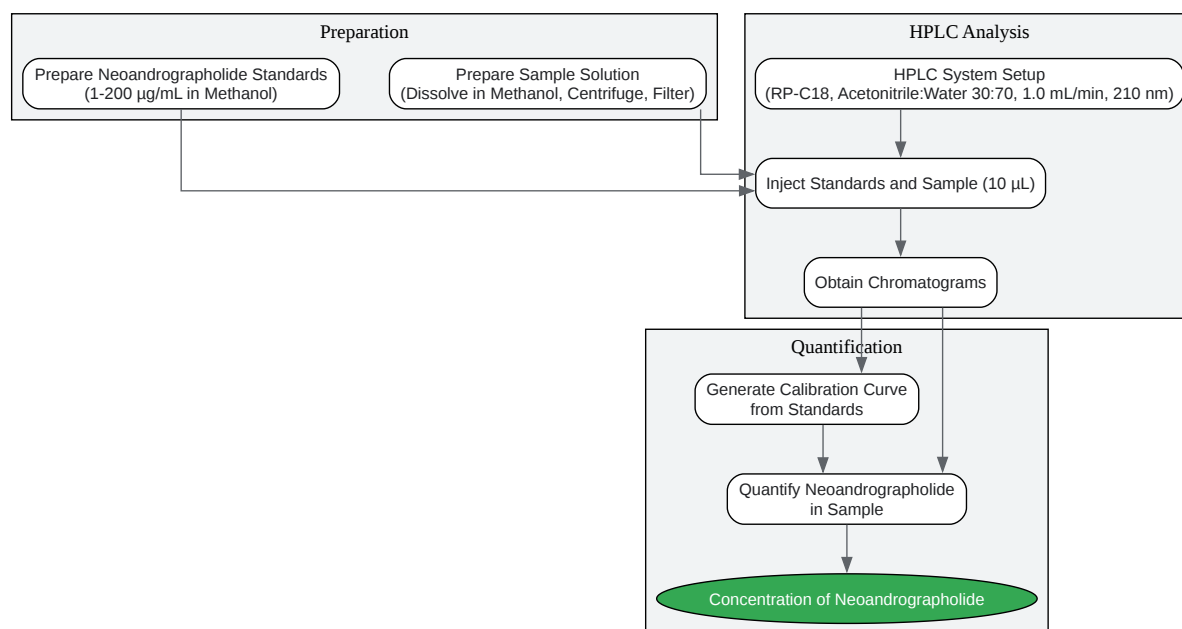 Preparation
Prepare Neoandrographolide Standards
(1-200 µg/mL in Methanol)
Prepare Sample Solution
(Dissolve in Methanol, Centrifuge, Filter)
HPLC Analysis
HPLC System Setup
(RP-C18, Acetonitrile:Water 30:70, 1.0 mL/min, 210 nm)
Inject Standards and Sample (10 µL)
Obtain Chromatograms
Quantification
Generate Calibration Curve
from Standards
Quantify Neoandrographolide
in Sample
Concentration of Neoandrographolide